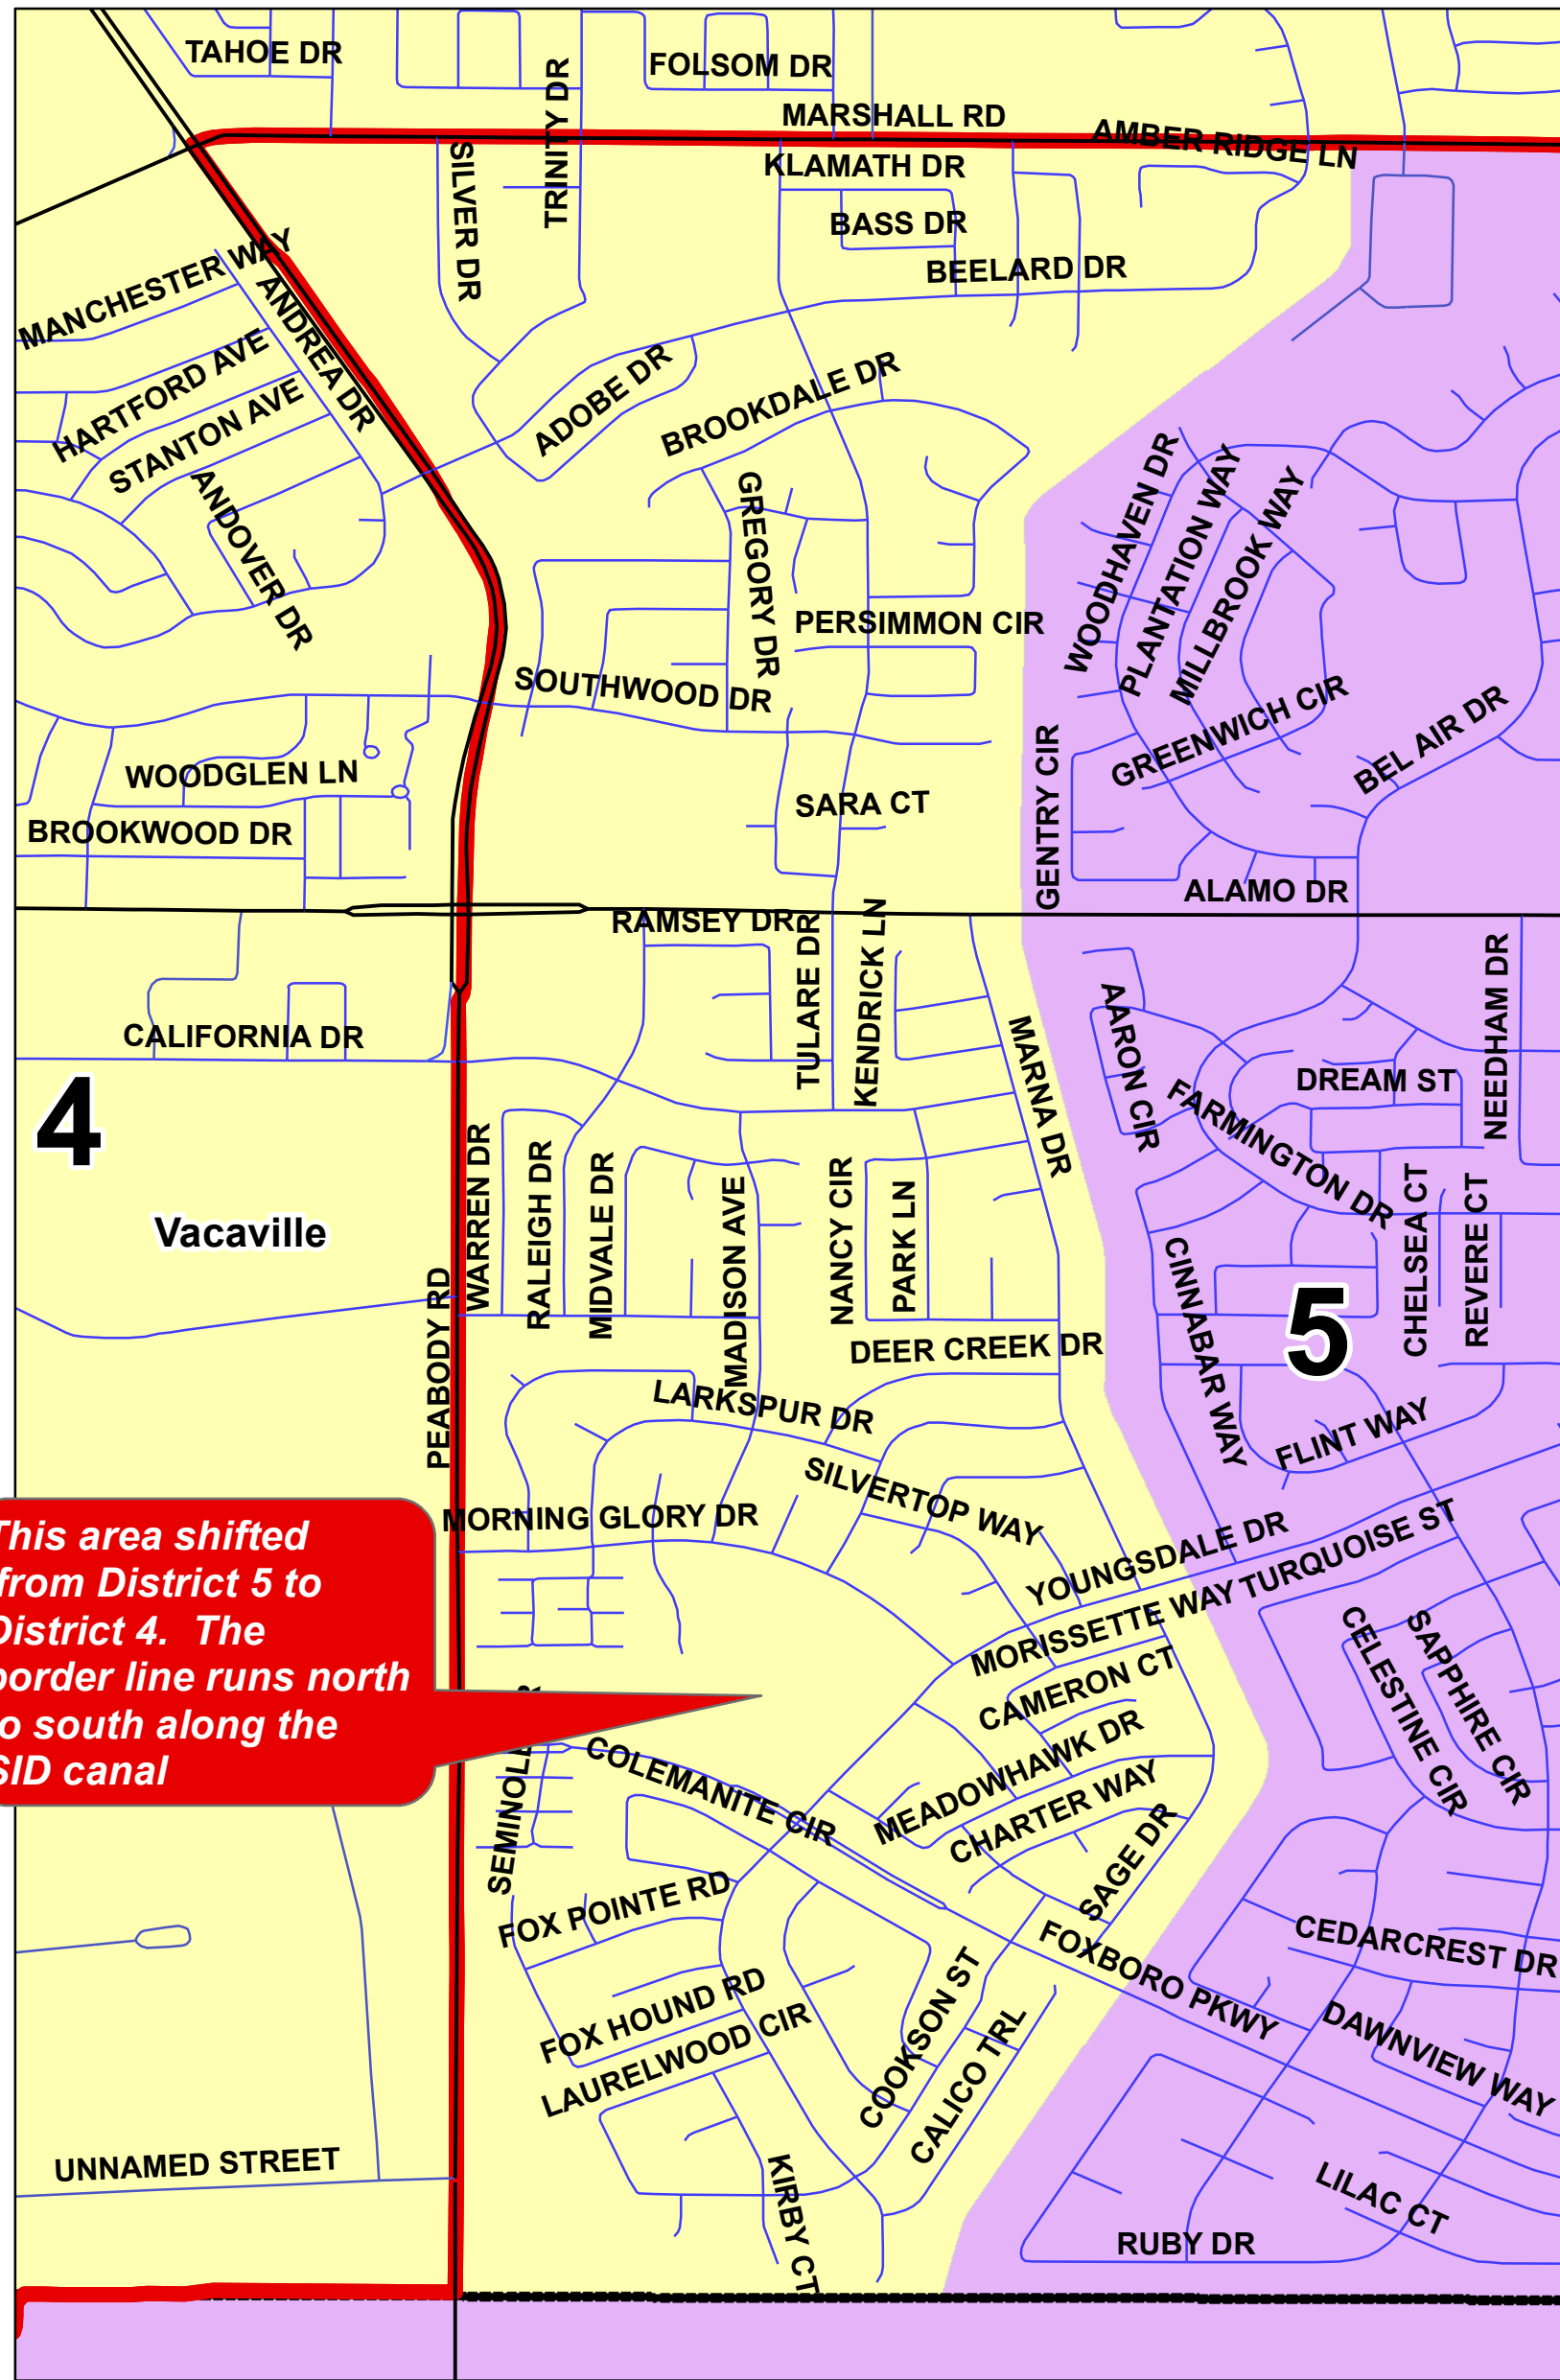 TAHOE DR
FOLSOM DR
TRINITY DR
MARSHALL RD
AMBER RIDGE LN
SILVER DR
KLAMATH DR
BASS DR
BEELARD DR
MANCHESTER WAY
ANDREA DR
HARTFORD AVE
STANTON AVE
ADOBE DR
BROOKDALE DR
ANDOVER DR
GREGORY DR
WOODHAVEN DR
PLANTATION WAY
MILLBROOK WAY
PERSIMMON CIR
SOUTHWOOD DR
GREENWICH CIR
BEL AIR DR
WOODGLEN LN
GENTRY CIR
SARA CT
BROOKWOOD DR
ALAMO DR
RAMSEY DR
TULARE DR
KENDRICK LN
NEEDHAM DR
AARON CIR
MARNA DR
CALIFORNIA DR
DREAM ST
4
FARMINGTON DR
WARREN DR
RALEIGH DR
MIDVALE DR
MADISON AVE
NANCY CIR
PARK LN
CHELSEA CT
REVERE CT
Vacaville
CINNABAR WAY
5
PEABODY RD
DEER CREEK DR
LARKSPUR DR
FLINT WAY
SILVERTOP WAY
MORNING GLORY DR
YOUNGSDALE DR
TURQUOISE ST
MORISSETTE WAY
This area shifted
from District 5 to
District 4. The
border line runs north
to south along the
SID canal
CAMERON CT
CELESTINE CIR
SAPPHIRE CIR
MEADOWHAWK DR
COLEMANITE CIR
CHARTER WAY
SEMINOLE
SAGE DR
FOX POINTE RD
FOXBORO PKWY
CEDARCREST DR
FOX HOUND RD
LAURELWOOD CIR
COOKSON ST
CALICO TRL
DAWNVIEW WAY
UNNAMED STREET
KIRBY CT
LILAC CT
RUBY DR